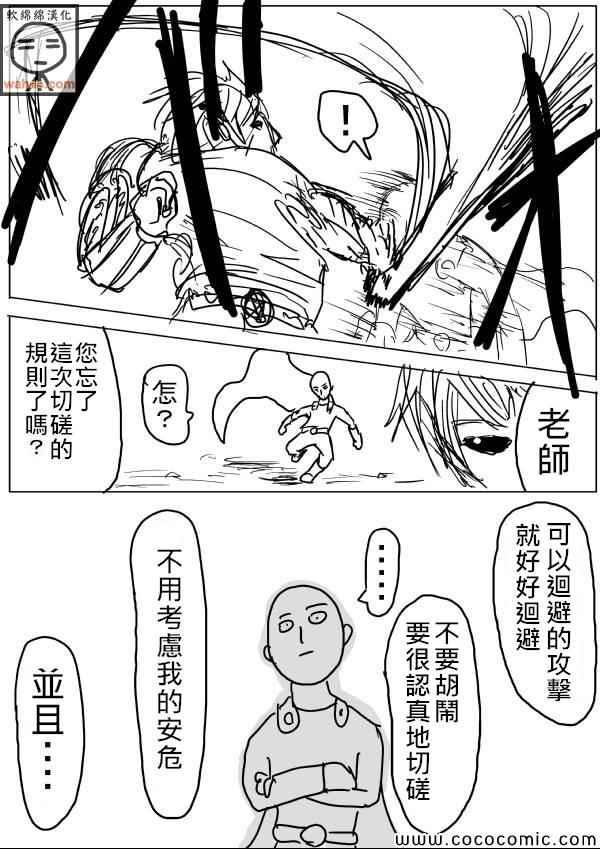 軟綿綿漢化
!
老師
怎?
您忘了
這次切磋的
規則了嗎?
可以迴避的攻擊
就好好迴避
‥‥
不要胡鬧
要很認真地切磋
不用考慮我的安危
並且‥‥
www.cococomic.com